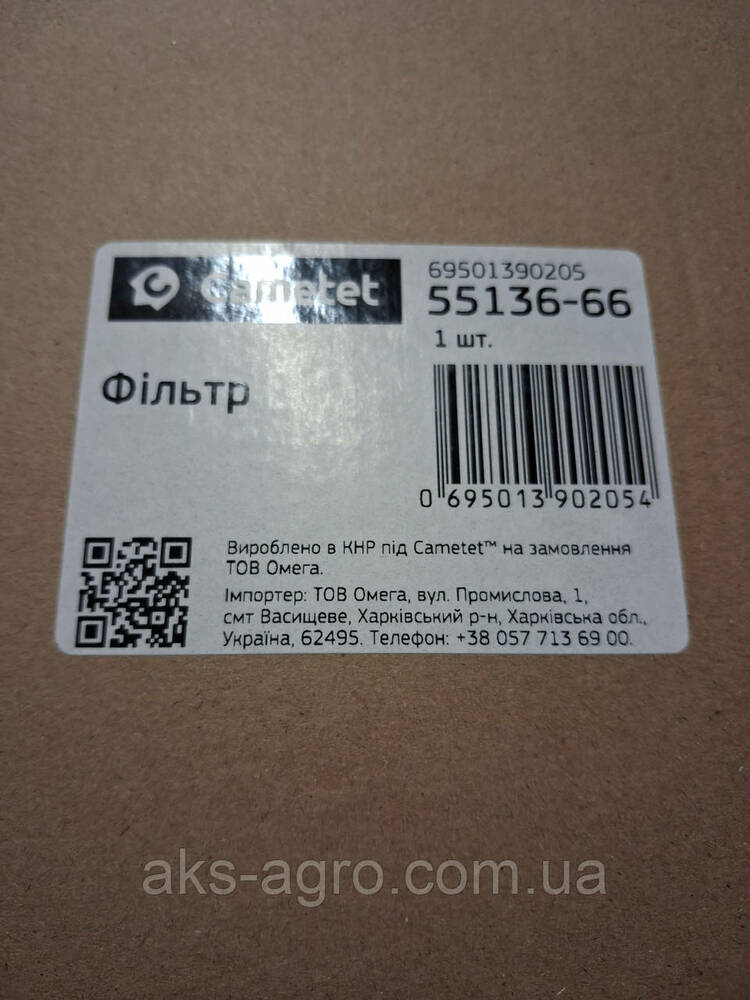 Cametet
69501390205
55136-66
1 шт.
Фільтр
0 695013 902054
Вироблено в КНР під Cametet™ на замовлення
ТОВ Омега.
Імпортер: ТОВ Омега, вул. Промислова, 1,
смт Васищеве, Харківський р-н, Харківська обл.,
Україна, 62495. Телефон: +38 057 713 69 00.
aks-agro.com.ua